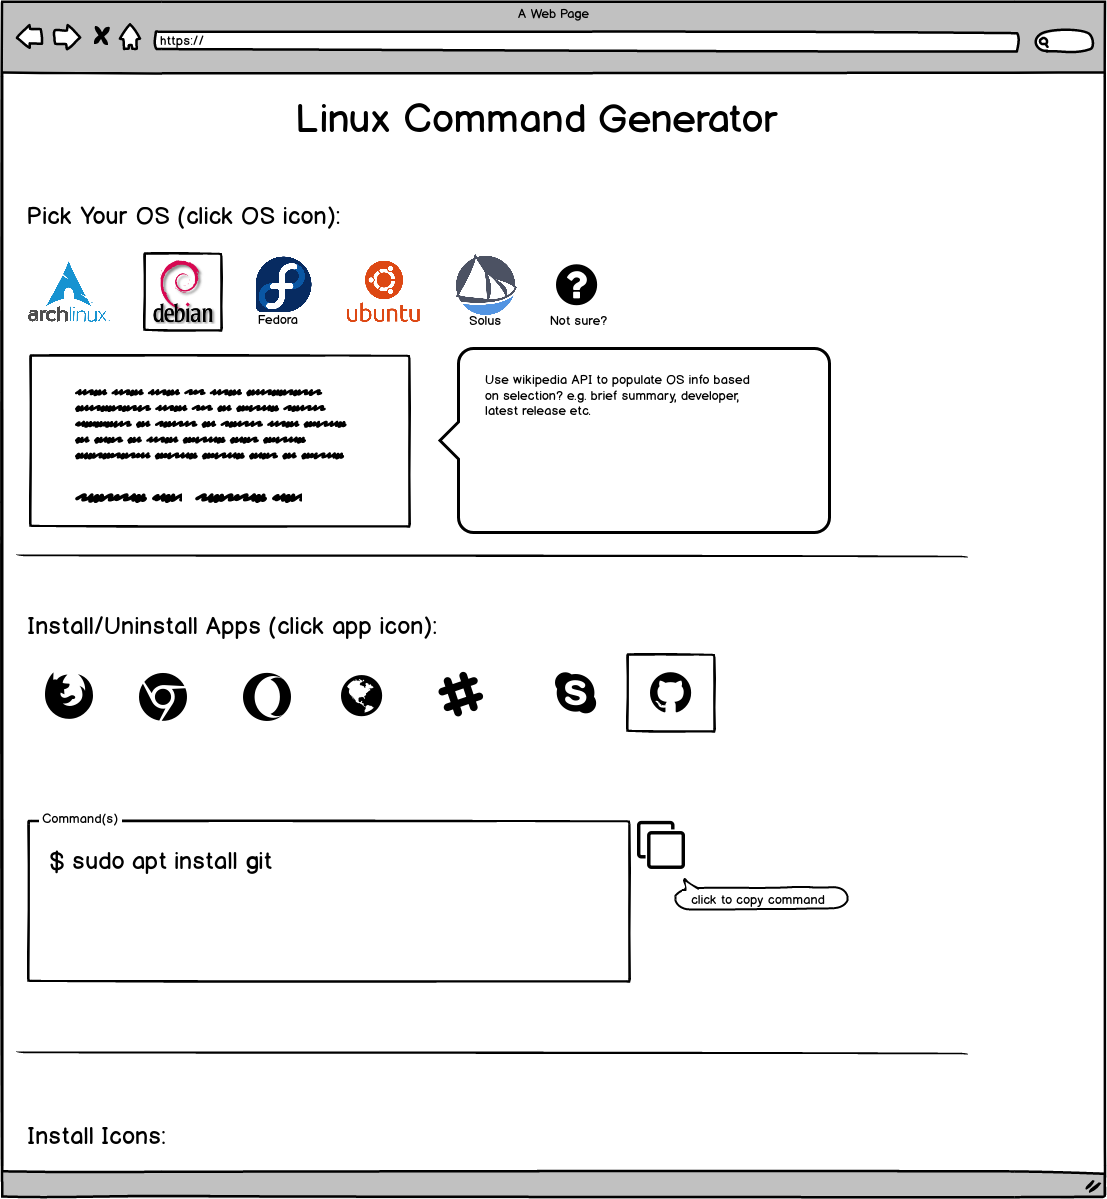 A Web Page
https://
Linux Command Generator
Pick Your OS (click OS icon):
archlinux
debian
Fedora
ubuntu
Solus
Not sure?
Use wikipedia API to populate OS info based
on selection? e.g. brief summary, developer,
latest release etc.
Install/Uninstall Apps (click app icon):
Command(s)
$ sudo apt install git
click to copy command
Install Icons: